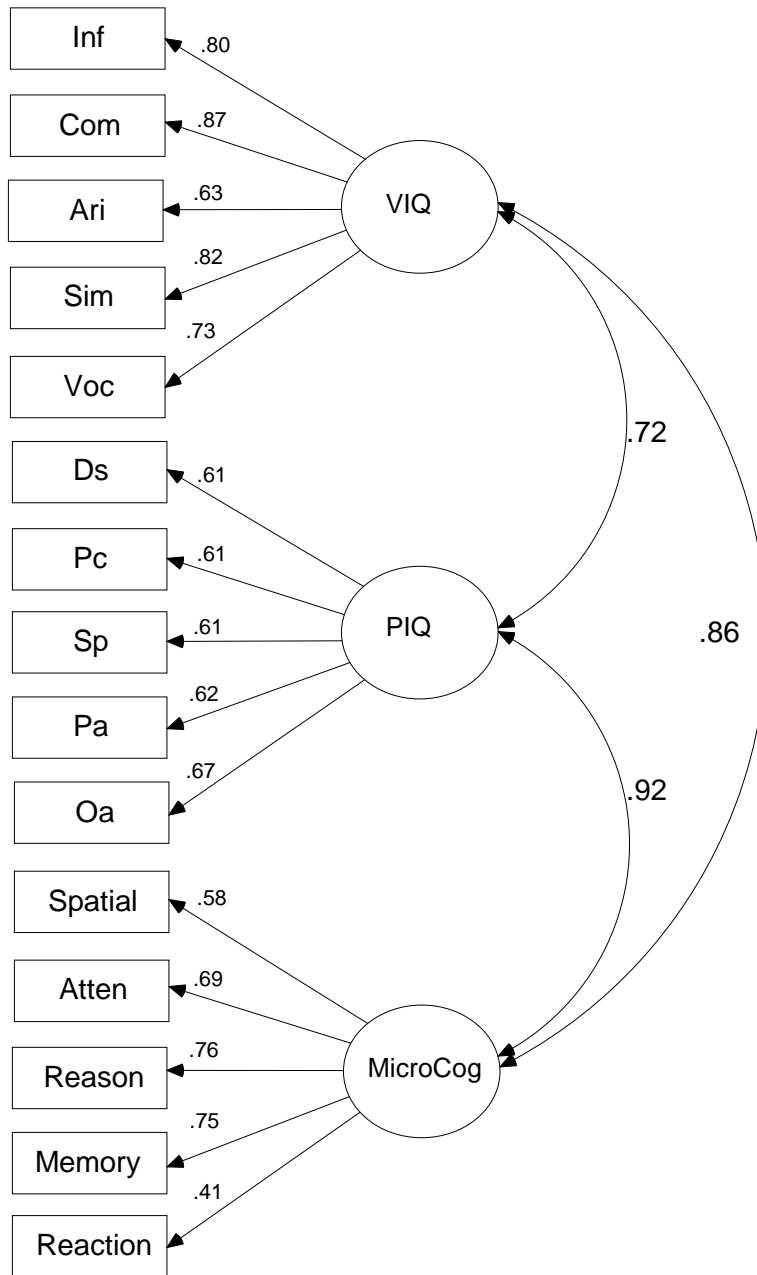 Inf
.80
Com
.87
Ari
.63
VIQ
Sim
.82
Voc
.73
.72
Ds
.61
Pc
.61
Sp
.61
PIQ
.86
Pa
.62
Oa
.67
.92
Spatial
.58
Atten
.69
Reason
.76
MicroCog
Memory
.75
Reaction
.41